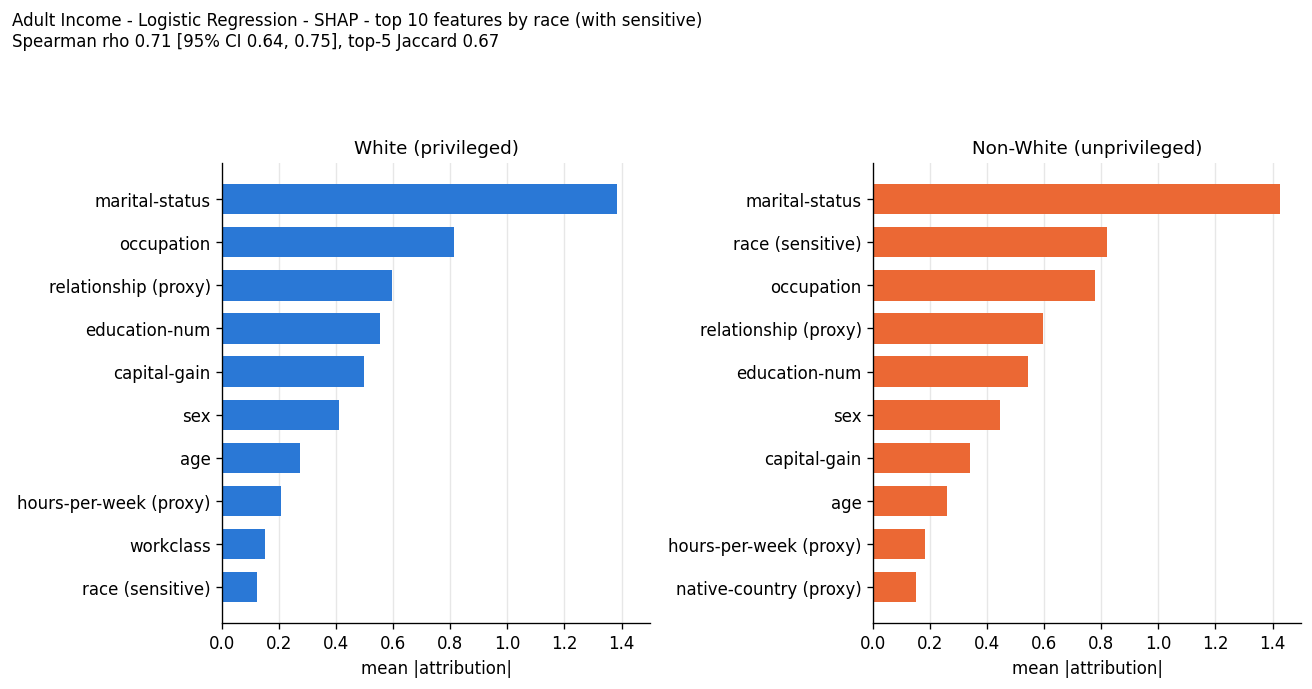 Adult Income - Logistic Regression - SHAP - top 10 features by race (with sensitive)
Spearman rho 0.71 [95% CI 0.64, 0.75], top-5 Jaccard 0.67
White (privileged)
marital-status
occupation
relationship (proxy)
education-num
capital-gain
sex
age
hours-per-week (proxy)
workclass
race (sensitive)
0.0 0.2 0.4 0.6 0.8 1.0 1.2 1.4
mean |attribution|
Non-White (unprivileged)
marital-status
race (sensitive)
occupation
relationship (proxy)
education-num
sex
capital-gain
age
hours-per-week (proxy)
native-country (proxy)
0.0 0.2 0.4 0.6 0.8 1.0 1.2 1.4
mean |attribution|